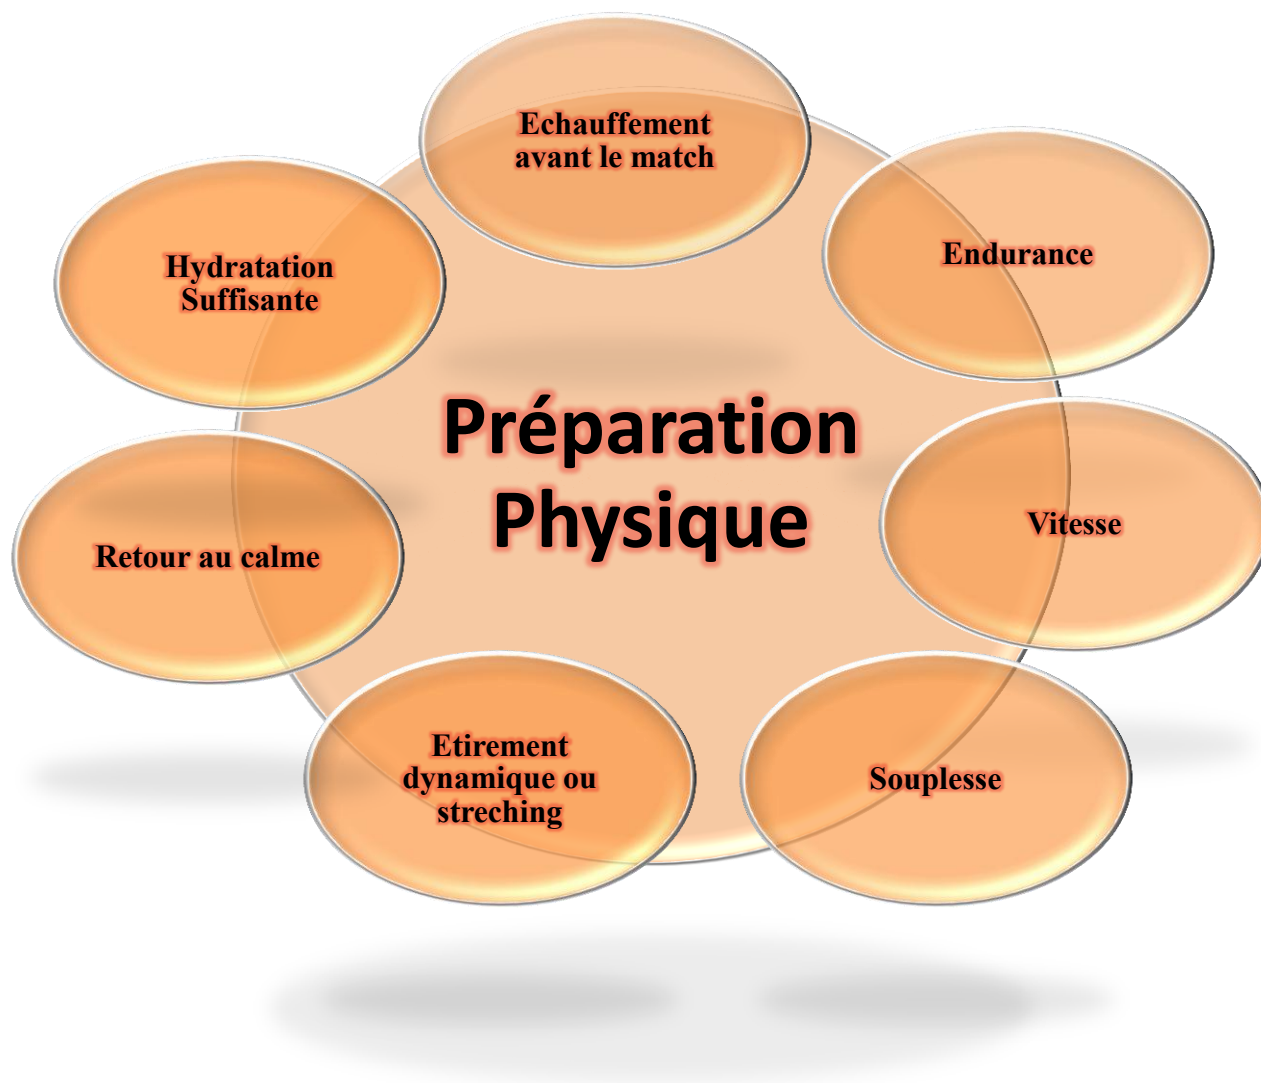 Echauffement
avant le match
Endurance
Hydratation
Suffisante
Préparation
Physique
Vitesse
Retour au calme
Etirement
dynamique ou
streching
Souplesse